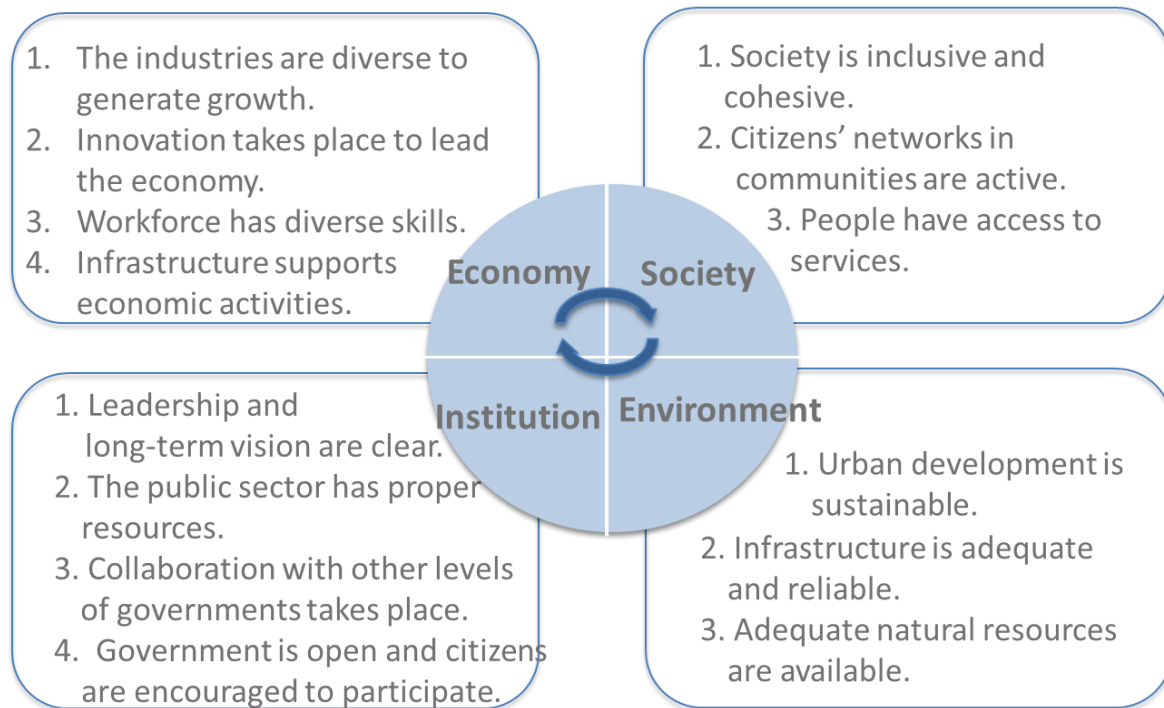 1. The industries are diverse to
generate growth.
2. Innovation takes place to lead
the economy.
3. Workforce has diverse skills.
4. Infrastructure supports
economic activities.
1. Society is inclusive and
cohesive.
2. Citizens’ networks in
communities are active.
3. People have access to
services.
Economy
Society
Institution
Environment
1. Leadership and
long-term vision are clear.
2. The public sector has proper
resources.
3. Collaboration with other levels
of governments takes place.
4. Government is open and citizens
are encouraged to participate.
1. Urban development is
sustainable.
2. Infrastructure is adequate
and reliable.
3. Adequate natural resources
are available.